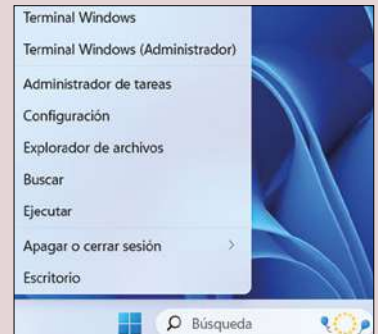 Terminal Windows
Terminal Windows (Administrador)
Administrador de tareas
Configuración
Explorador de archivos
Buscar
Ejecutar
Apagar o cerrar sesión
Escritorio
Búsqueda